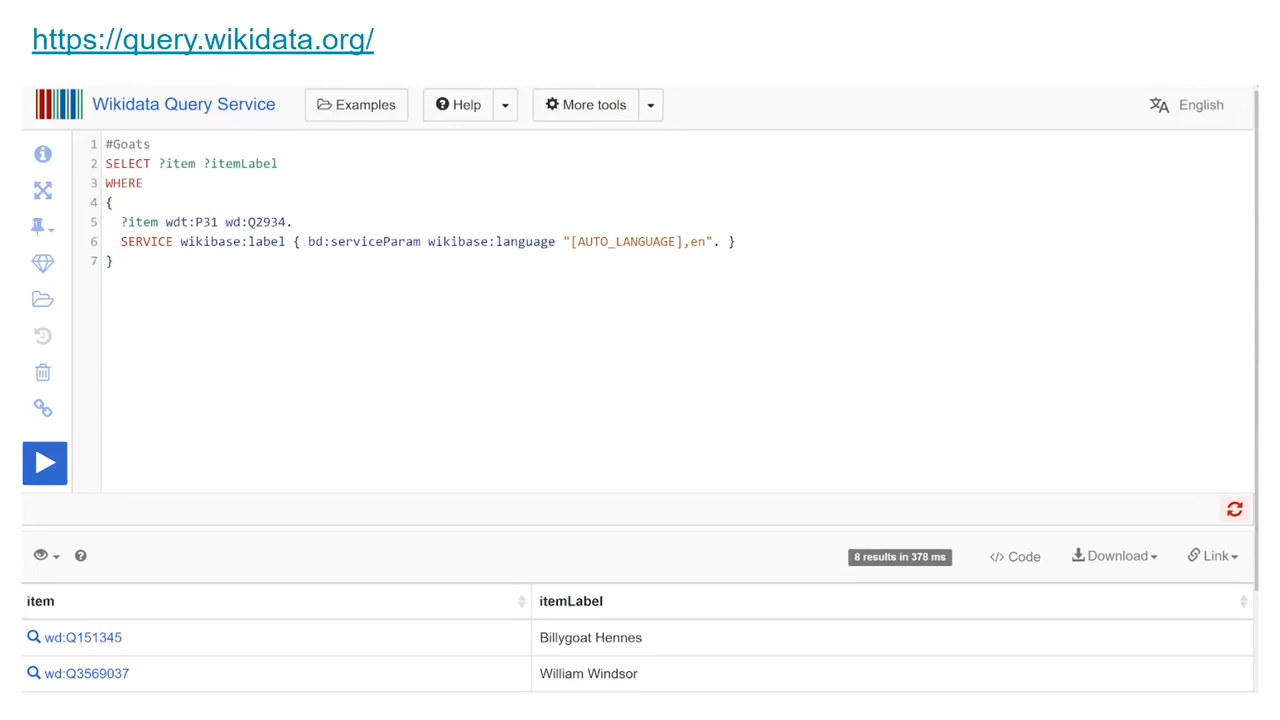 https://query.wikidata.org/
Wikidata Query Service
Examples
Help
More tools
English
1 #Goats
2 SELECT ?item ?itemLabel
3 WHERE
4 {
5 ?item wdt:P31 wd:Q2934.
6 SERVICE wikibase:label { bd:serviceParam wikibase:language "[AUTO_LANGUAGE],en". }
7 }
8 results in 378 ms
</> Code
Download
Link
item itemLabel
wd:Q151345 Billygoat Hennes
wd:Q3569037 William Windsor